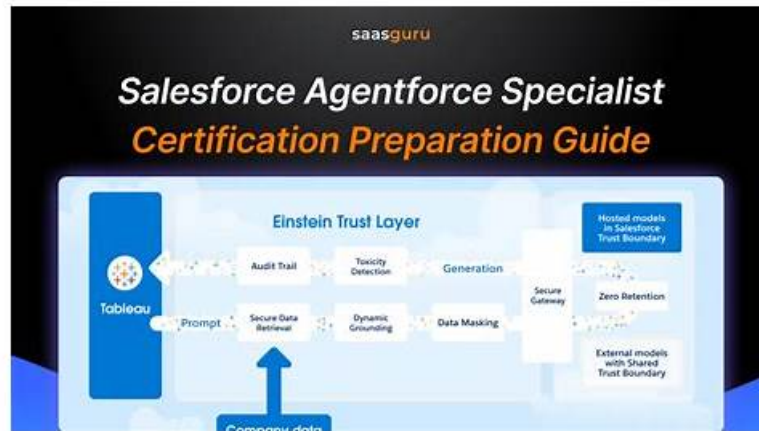 saasguru
Salesforce Agentforce Specialist
Certification Preparation Guide
Einstein Trust Layer
Hosted models
in Salesforce
Trust Boundary
Audit Trail
Toxicity
Detection
Generation
Tableau
Secure
Gateway
Zero Retention
Prompt
Secure Data
Retrieval
Dynamic
Grounding
Data Masking
External models
with Shared
Trust Boundary
Company data